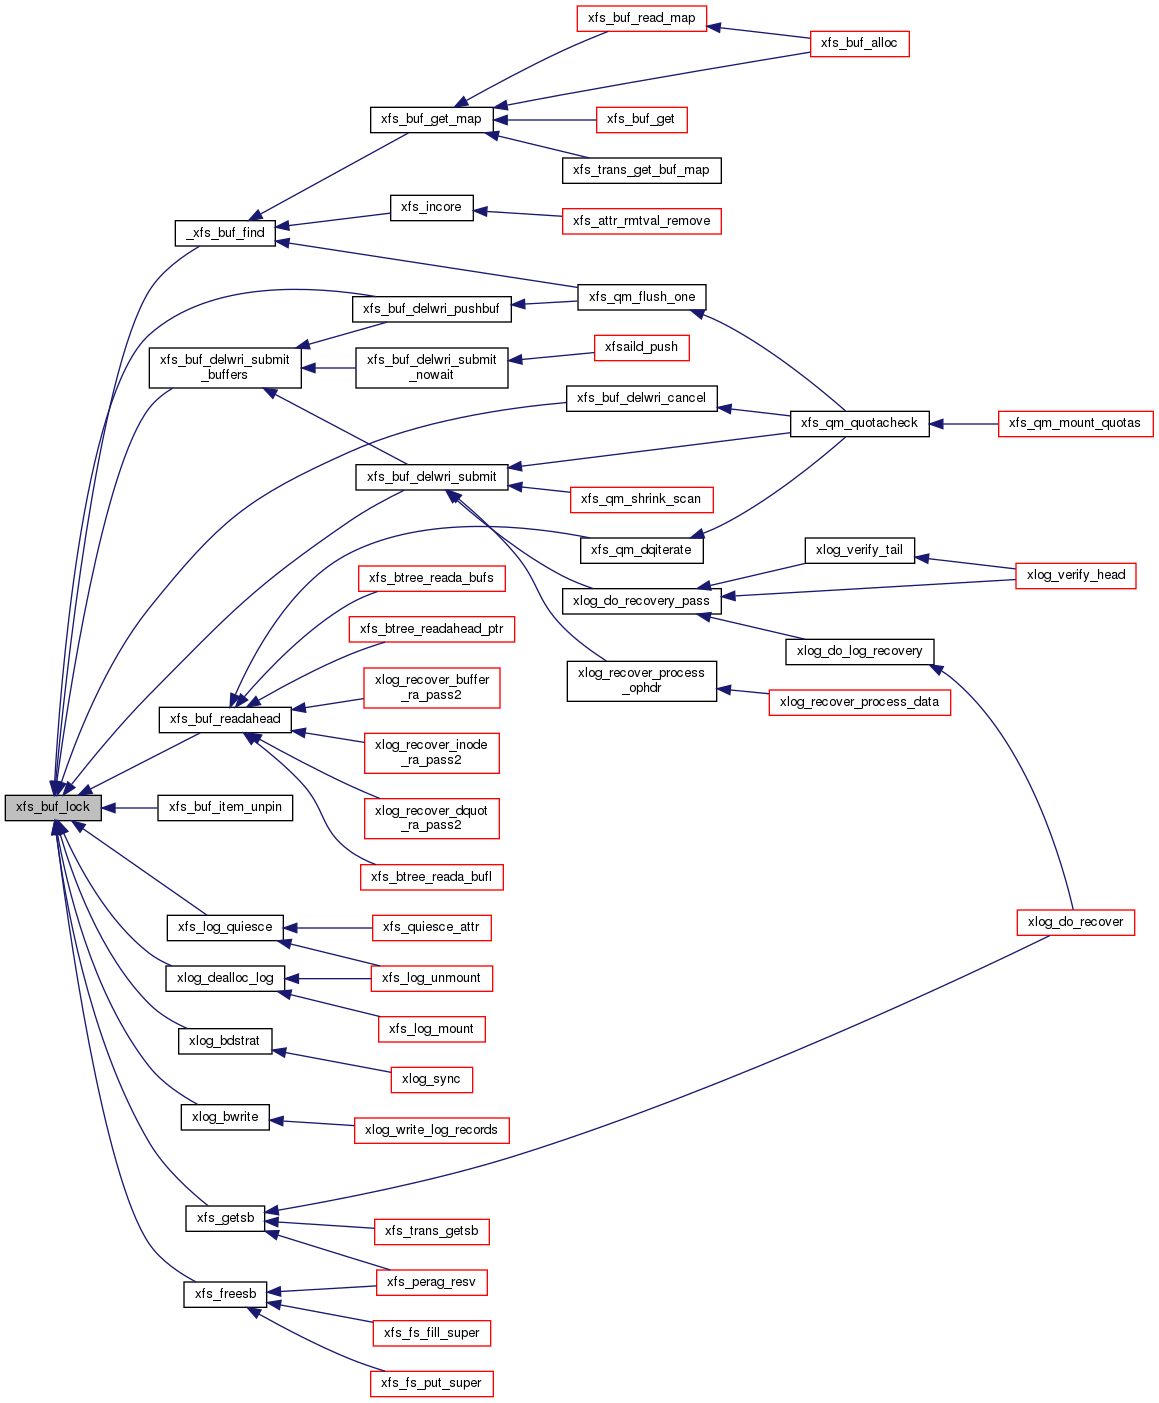 xfs_buf_read_map
xfs_buf_alloc
xfs_buf_get_map
xfs_buf_get
xfs_trans_get_buf_map
xfs_incore
_xfs_buf_find
xfs_attr_rmtval_remove
xfs_qm_flush_one
xfs_buf_delwri_pushbuf
xfs_buf_delwri_submit
_buffers
xfs_buf_delwri_submit
_nowait
xfsaild_push
xfs_buf_delwri_cancel
xfs_qm_quotacheck
xfs_qm_mount_quotas
xfs_buf_delwri_submit
xfs_qm_shrink_scan
xfs_qm_dqiterate
xlog_verify_tail
xfs_btree_reada_bufs
xlog_verify_head
xlog_do_recovery_pass
xfs_btree_readahead_ptr
xlog_do_log_recovery
xlog_recover_process
_ophdr
xlog_recover_buffer
_ra_pass2
xlog_recover_process_data
xfs_buf_readahead
xlog_recover_inode
_ra_pass2
xfs_buf_lock
xfs_buf_item_unpin
xlog_recover_dquot
_ra_pass2
xfs_btree_reada_bufl
xfs_log_quiesce
xfs_quiesce_attr
xlog_do_recover
xlog_dealloc_log
xfs_log_unmount
xfs_log_mount
xlog_bdstrat
xlog_sync
xlog_bwrite
xlog_write_log_records
xfs_getsb
xfs_trans_getsb
xfs_perag_resv
xfs_freesb
xfs_fs_fill_super
xfs_fs_put_super